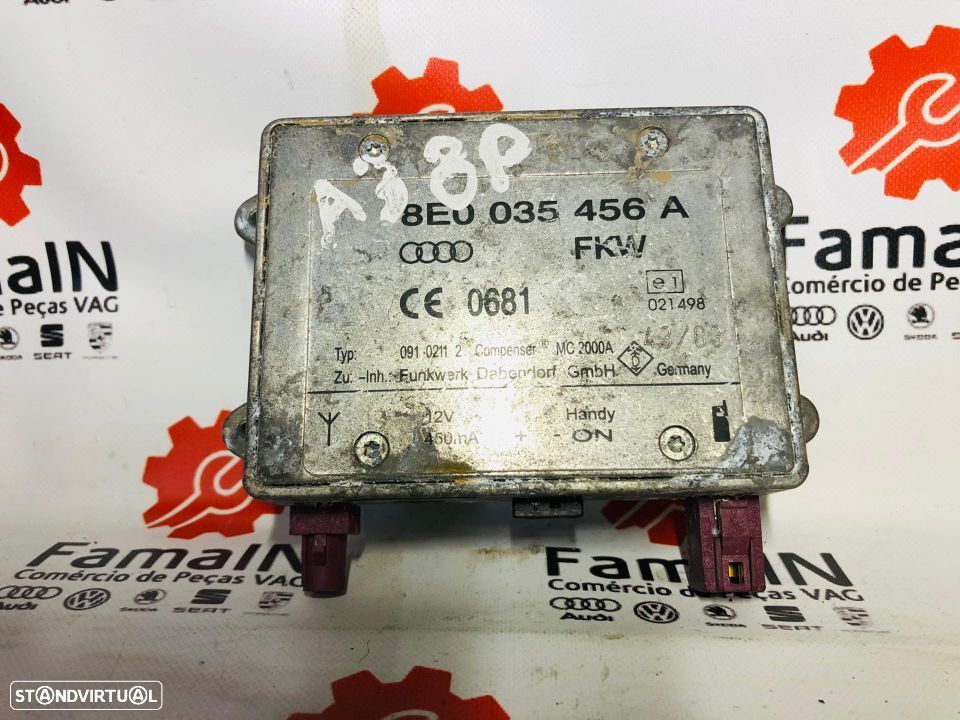 A3 8P
8E0 035 456 A
FKW
CE 0681
e1
021498
43/03
Typ: 091 0211 2 Compenser® MC 2000A
Zu. -Inh.: Funkwerk Dabendorf GmbH Germany
12V
450mA + -
Handy
ON
FamaIN
Comércio de Peças VAG
Audi
SKODA
SEAT
FamaIN
de Peças VAG
SKODA
SEAT
FamaIN
Comércio de Peças VAG
Audi
SKODA
SEAT
STANDVIRTUAL